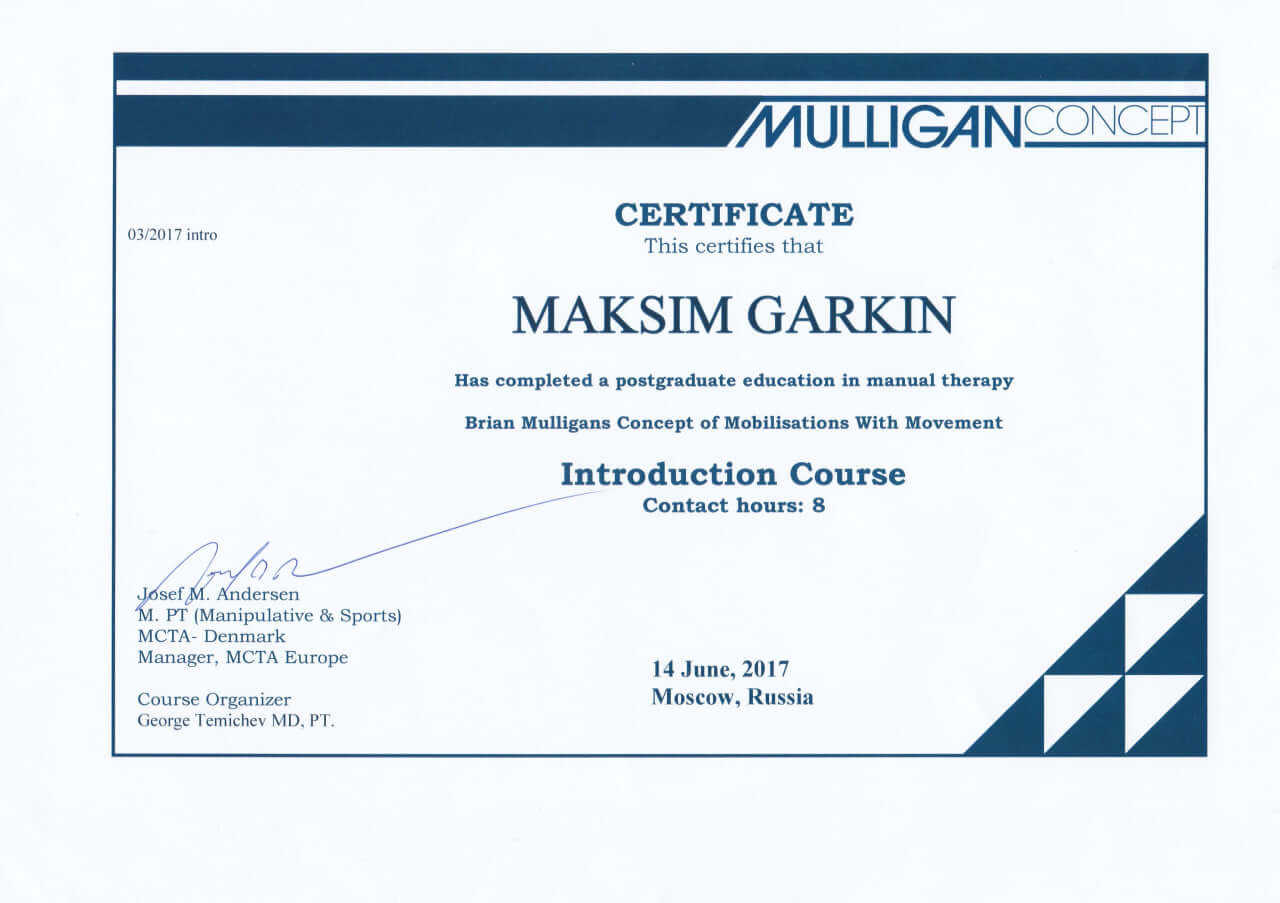 MULLIGANCONCEPT
CERTIFICATE
This certifies that
03/2017 intro
MAKSIM GARKIN
Has completed a postgraduate education in manual therapy
Brian Mulligans Concept of Mobilisations With Movement
Introduction Course
Contact hours: 8
Josef M. Andersen
M. PT (Manipulative & Sports)
MCTA- Denmark
Manager, MCTA Europe
Course Organizer
George Temichev MD, PT.
14 June, 2017
Moscow, Russia